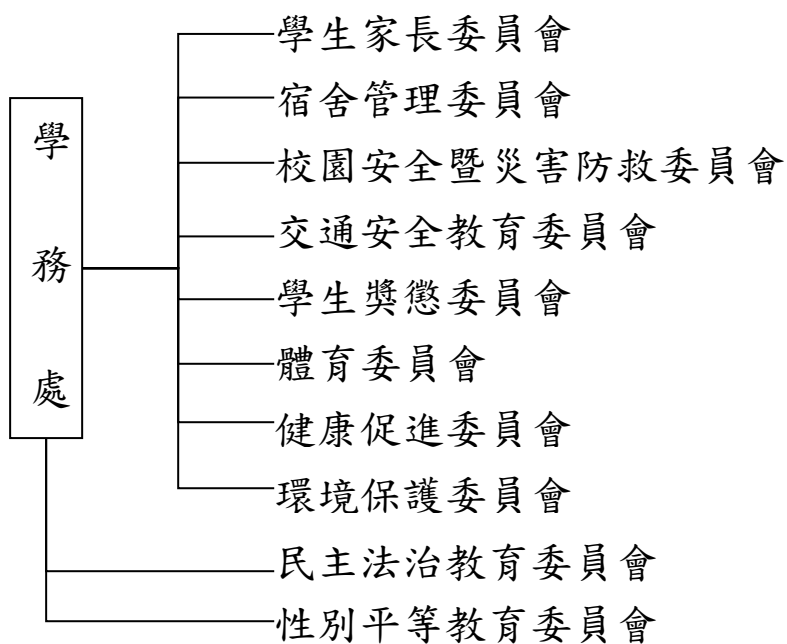 學務處
學生家長委員會
宿舍管理委員會
校園安全暨災害防救委員會
交通安全教育委員會
學生獎懲委員會
體育委員會
健康促進委員會
環境保護委員會
民主法治教育委員會
性別平等教育委員會